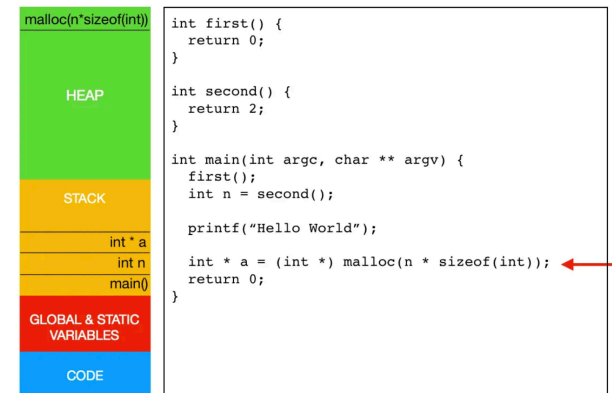 malloc(n*sizeof(int))
HEAP
STACK
int * a
int n
main()
GLOBAL & STATIC
VARIABLES
CODE
int first() {
  return 0;
}
int second() {
  return 2;
}
int main(int argc, char ** argv) {
  first();
  int n = second();
  printf(“Hello World”);
  int * a = (int *) malloc(n * sizeof(int));
  return 0;
}